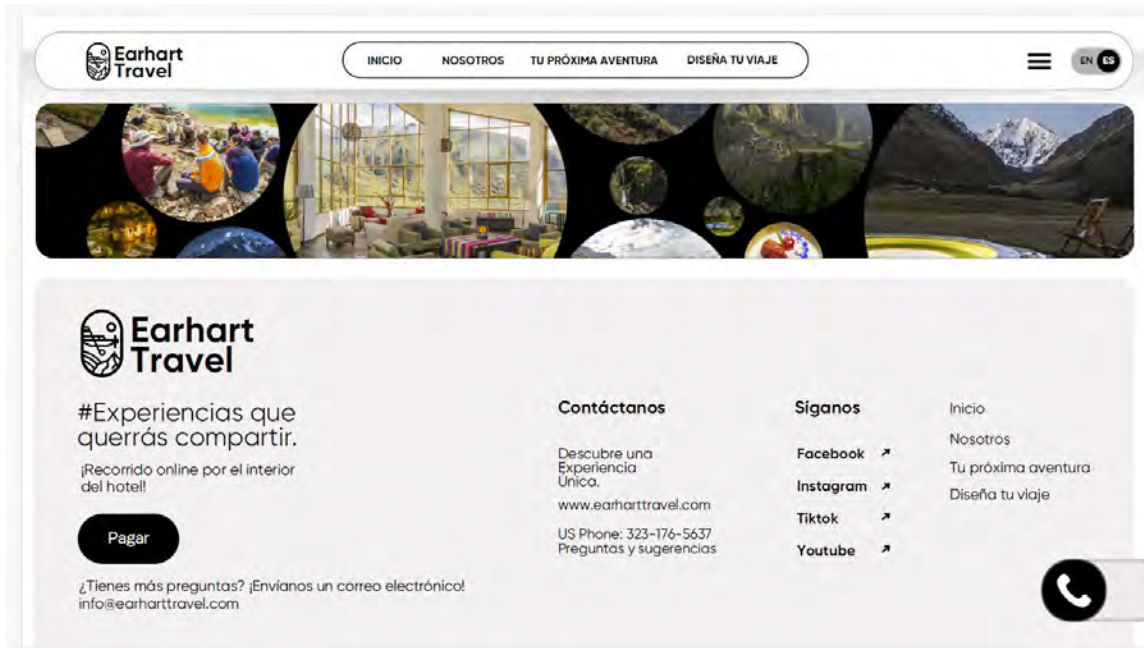 Earhart
Travel
INICIO
NOSOTROS
TU PRÓXIMA AVENTURA
DISEÑA TU VIAJE
EN ES
Earhart
Travel
#Experiencias que
querrás compartir.
¡Recorrido online por el interior
del hotel!
Pagar
¿Tienes más preguntas? ¡Envíanos un correo electrónico!
info@earharttravel.com
Contáctanos
Descubre una
Experiencia
Única.
www.earharttravel.com
US Phone: 323-176-5637
Preguntas y sugerencias
Síganos
Facebook
Instagram
Tiktok
Youtube
Inicio
Nosotros
Tu próxima aventura
Diseña tu viaje